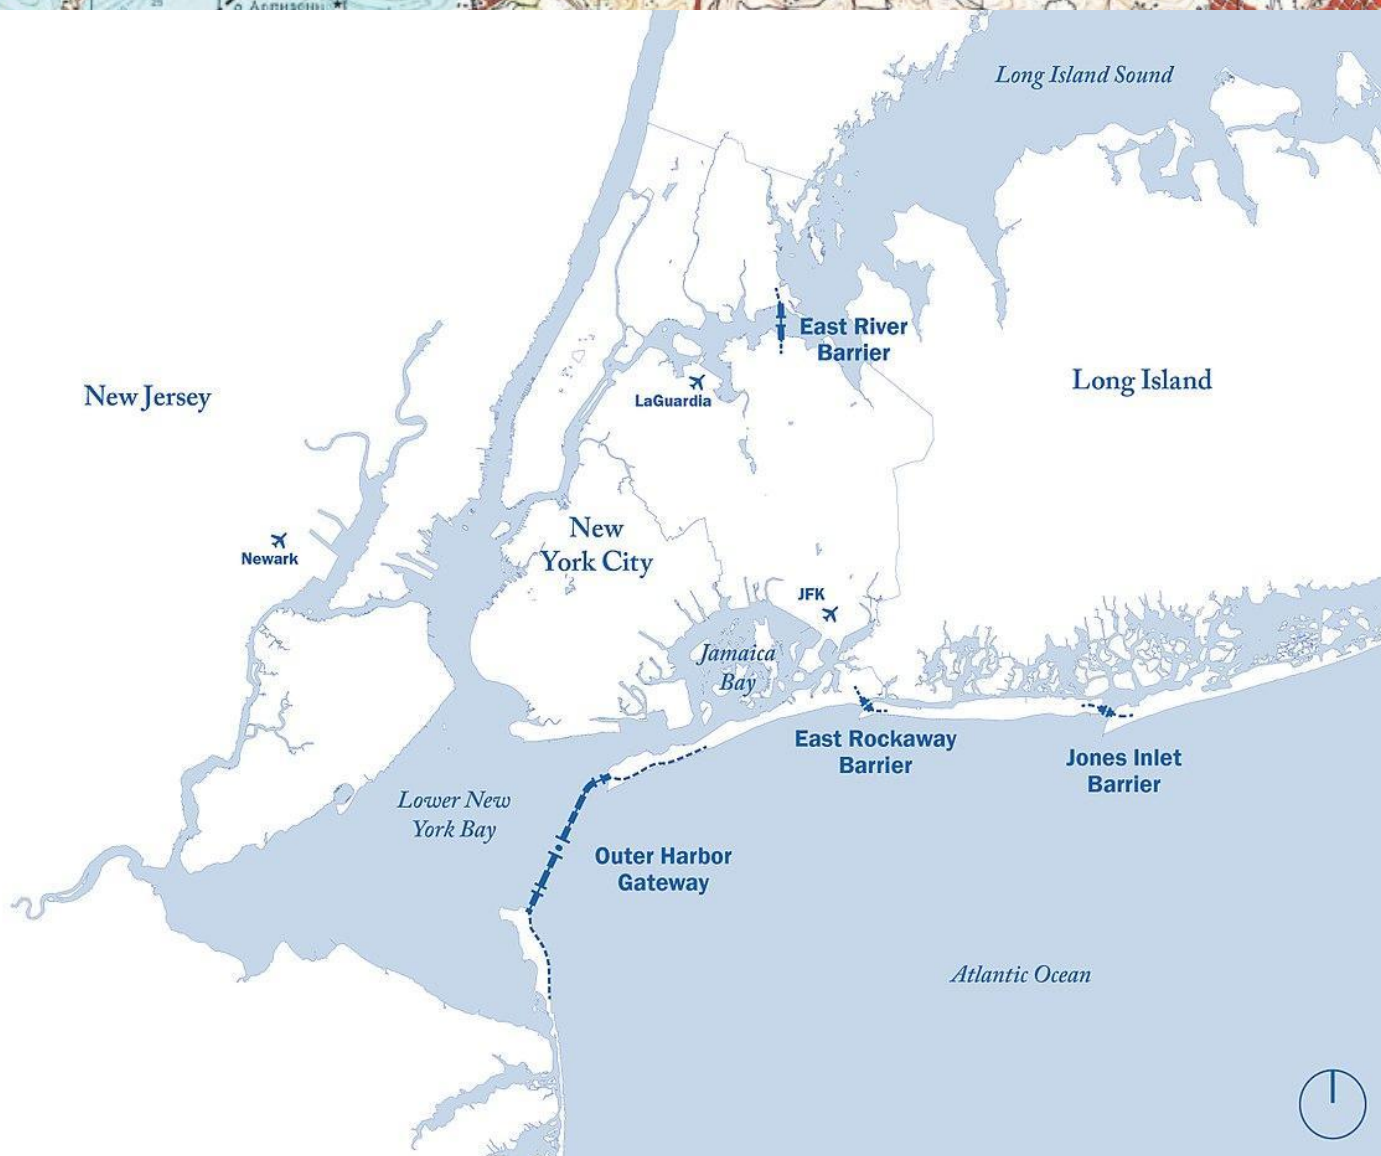 Long Island Sound
East River
Barrier
New Jersey
Long Island
LaGuardia
New
York City
Newark
JFK
Jamaica
Bay
East Rockaway
Barrier
Jones Inlet
Barrier
Lower New
York Bay
Outer Harbor
Gateway
Atlantic Ocean